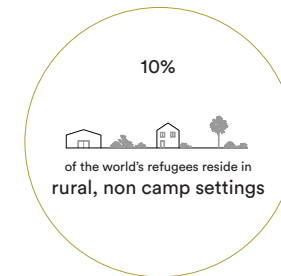 10%
of the world's refugees reside in
rural, non camp settings